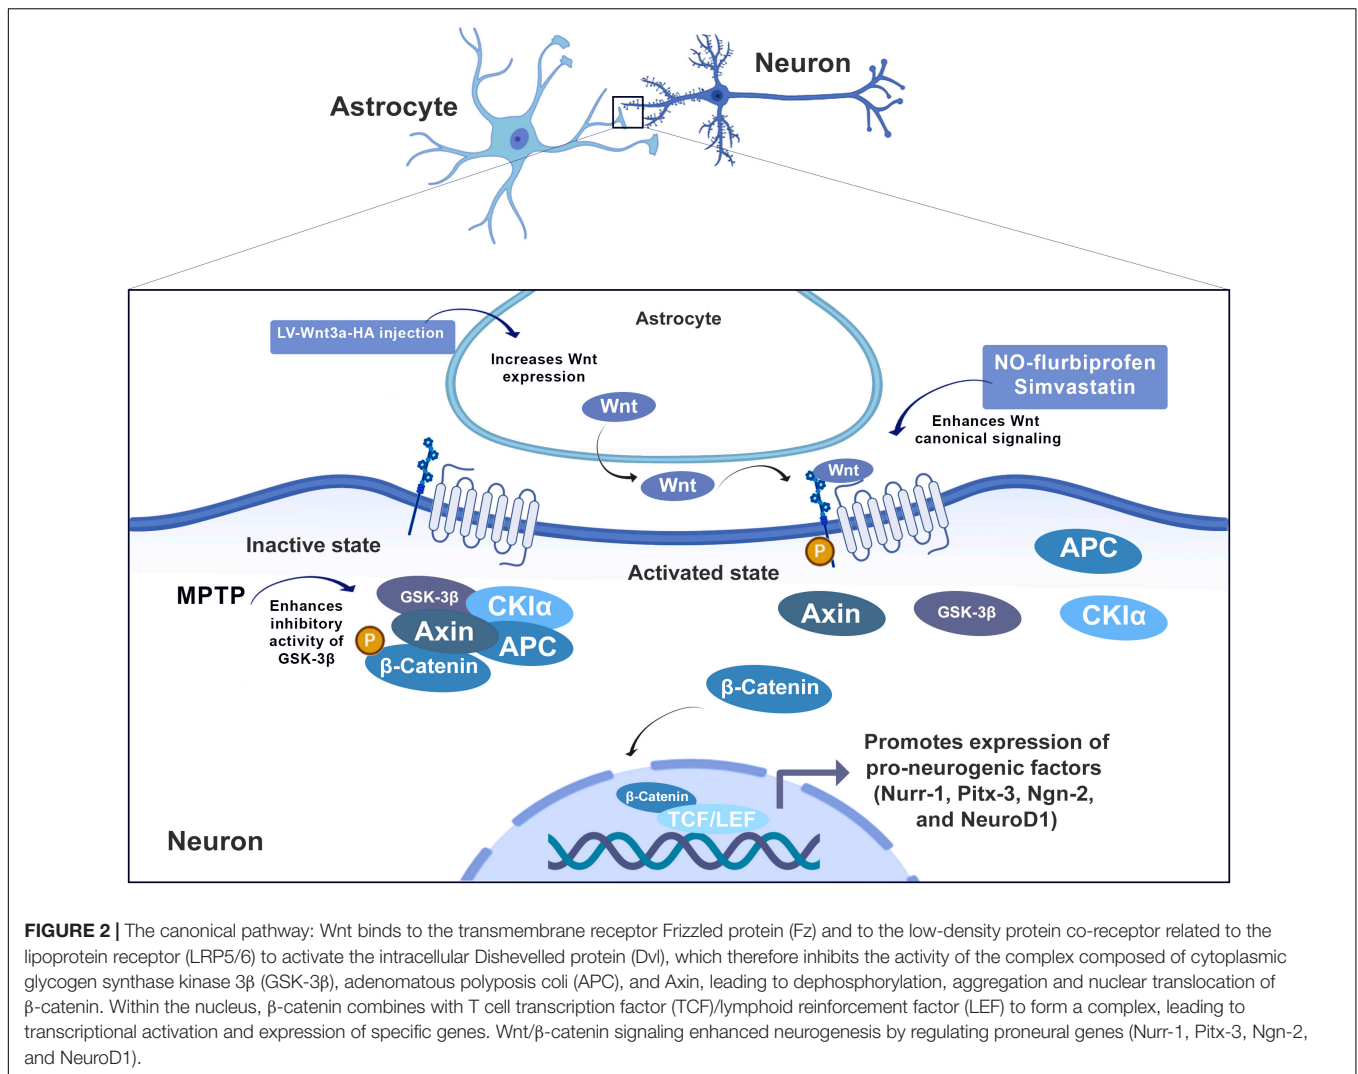 Neuron
Astrocyte
LV-Wnt3a-HA injection
Astrocyte
Increases Wnt
expression
NO-flurbiprofen
Simvastatin
Wnt
Enhances Wnt
canonical signaling
Wnt
Wnt
Inactive state
P
APC
Activated state
MPTP
Enhances
inhibitory
activity of
GSK-3β
GSK-3β
CKIα
Axin
APC
P
β-Catenin
Axin
GSK-3β
CKIα
β-Catenin
Promotes expression of
pro-neurogenic factors
(Nurr-1, Pitx-3, Ngn-2,
and NeuroD1)
β-Catenin
TCF/LEF
Neuron
FIGURE 2 | The canonical pathway: Wnt binds to the transmembrane receptor Frizzled protein (Fz) and to the low-density protein co-receptor related to the
lipoprotein receptor (LRP5/6) to activate the intracellular Dishevelled protein (Dvl), which therefore inhibits the activity of the complex composed of cytoplasmic
glycogen synthase kinase 3β (GSK-3β), adenomatous polyposis coli (APC), and Axin, leading to dephosphorylation, aggregation and nuclear translocation of
β-catenin. Within the nucleus, β-catenin combines with T cell transcription factor (TCF)/lymphoid reinforcement factor (LEF) to form a complex, leading to
transcriptional activation and expression of specific genes. Wnt/β-catenin signaling enhanced neurogenesis by regulating proneural genes (Nurr-1, Pitx-3, Ngn-2,
and NeuroD1).